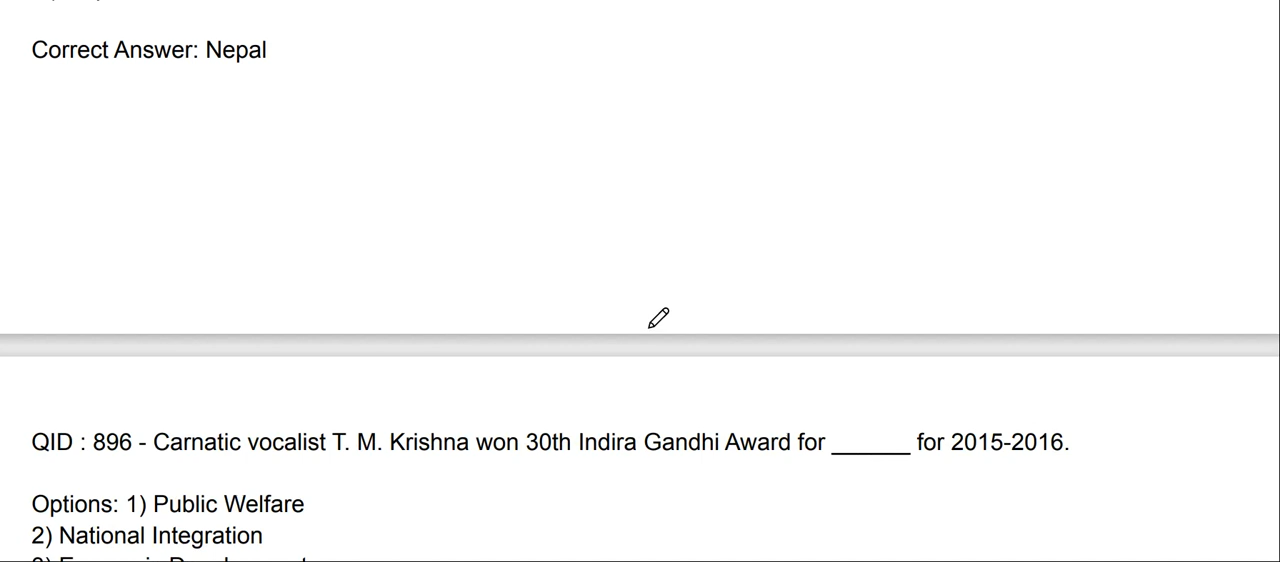 Correct Answer: Nepal
QID : 896 - Carnatic vocalist T. M. Krishna won 30th Indira Gandhi Award for ______ for 2015-2016.
Options: 1) Public Welfare
2) National Integration